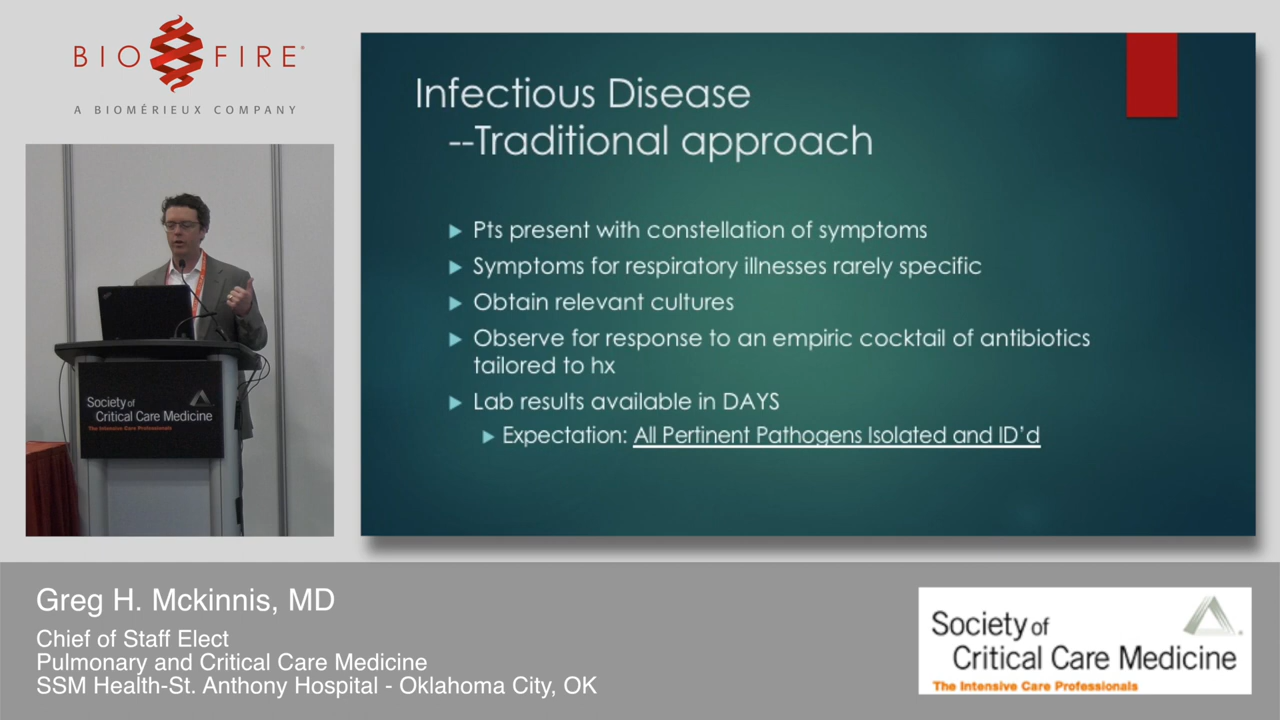 BIO FIRE
A BIOMÉRIEUX COMPANY
Infectious Disease
--Traditional approach
Pts present with constellation of symptoms
Symptoms for respiratory illnesses rarely specific
Obtain relevant cultures
Observe for response to an empiric cocktail of antibiotics
tailored to hx
Lab results available in DAYS
Expectation: All Pertinent Pathogens Isolated and ID'd
Society of
Critical Care Medicine
The Intensive Care Professionals
Greg H. Mckinnis, MD
Chief of Staff Elect
Pulmonary and Critical Care Medicine
SSM Health-St. Anthony Hospital - Oklahoma City, OK
Society of
Critical Care Medicine
The Intensive Care Professionals